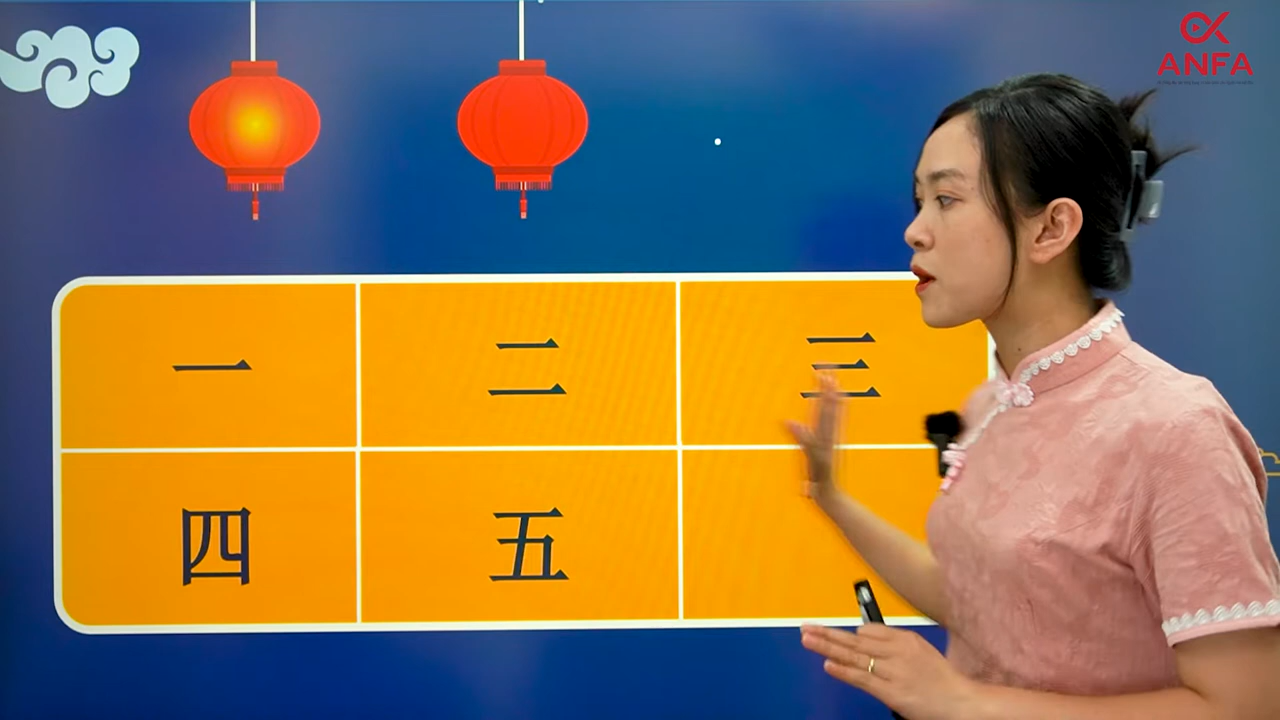 ANFA
一 二 三
四 五